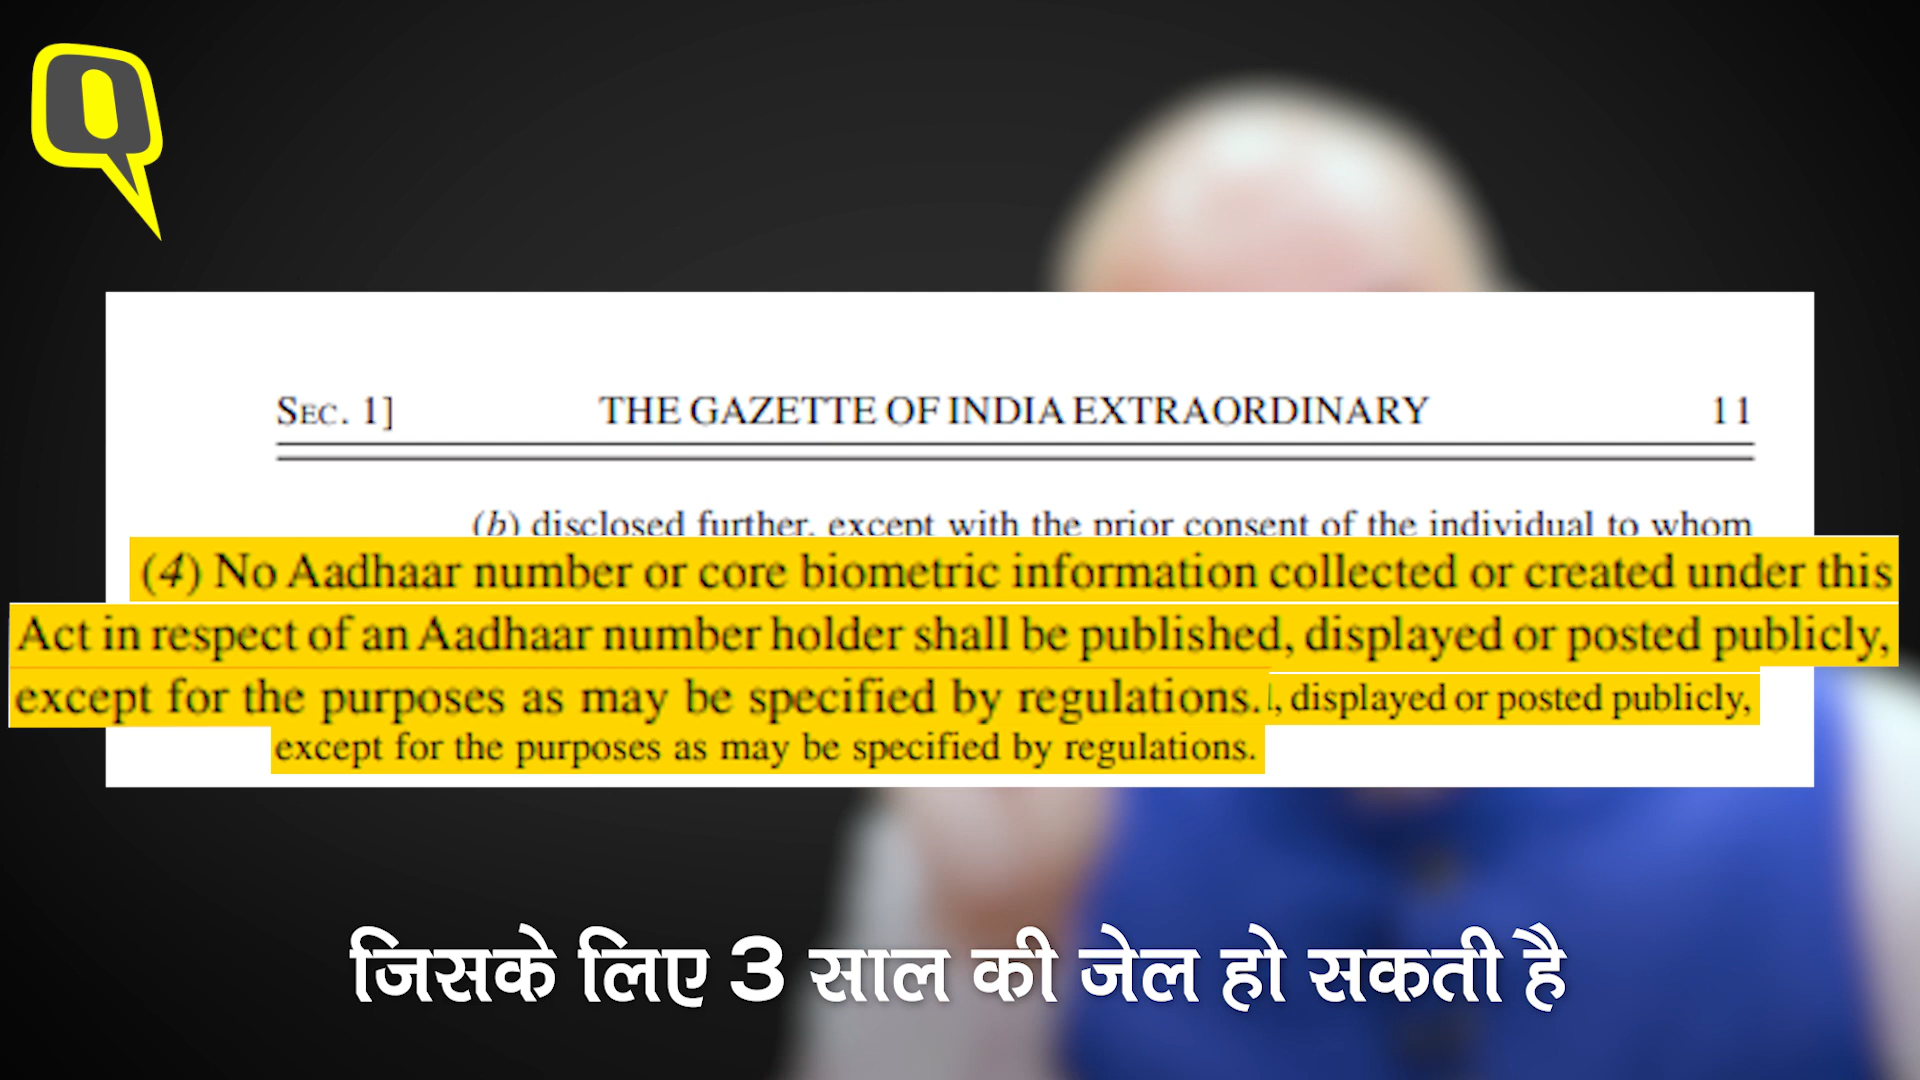 Q
SEC. 1] THE GAZETTE OF INDIA EXTRAORDINARY 11
(b) disclosed further, except with the prior consent of the individual to whom
(4) No Aadhaar number or core biometric information collected or created under this
Act in respect of an Aadhaar number holder shall be published, displayed or posted publicly,
except for the purposes as may be specified by regulations.
, displayed or posted publicly,
except for the purposes as may be specified by regulations.
जिसके लिए 3 साल की जेल हो सकती है